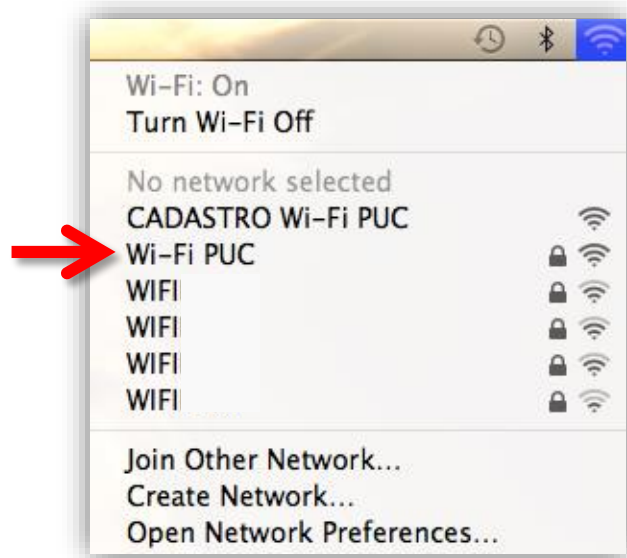 Wi-Fi: On
Turn Wi-Fi Off
No network selected
CADASTRO Wi-Fi PUC
Wi-Fi PUC
WIFI
WIFI
WIFI
WIFI
Join Other Network...
Create Network...
Open Network Preferences...